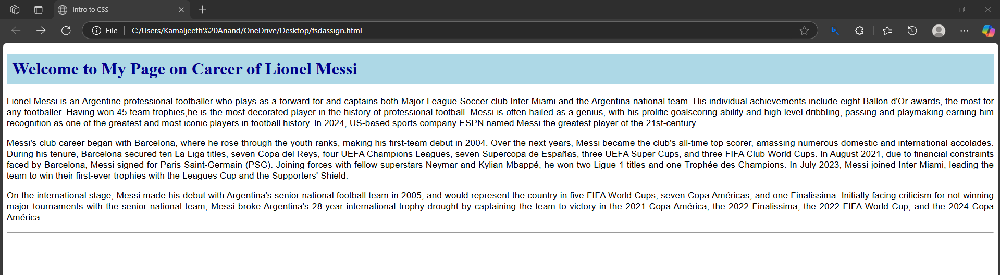 Intro to CSS
File
C:/Users/Kamaljeeth%20Anand/OneDrive/Desktop/fsdassign.html
Welcome to My Page on Career of Lionel Messi
Lionel Messi is an Argentine professional footballer who plays as a forward for and captains both Major League Soccer club Inter Miami and the Argentina national team. His individual achievements include eight Ballon d'Or awards, the most for
any footballer. Having won 45 team trophies,he is the most decorated player in the history of professional football. Messi is often hailed as a genius, with his prolific goalscoring ability and high level dribbling, passing and playmaking earning him
recognition as one of the greatest and most iconic players in football history. In 2024, US-based sports company ESPN named Messi the greatest player of the 21st-century.
Messi's club career began with Barcelona, where he rose through the youth ranks, making his first-team debut in 2004. Over the next years, Messi became the club's all-time top scorer, amassing numerous domestic and international accolades.
During his tenure, Barcelona secured ten La Liga titles, seven Copa del Reys, four UEFA Champions Leagues, seven Supercopa de Españas, three UEFA Super Cups, and three FIFA Club World Cups. In August 2021, due to financial constraints
faced by Barcelona, Messi signed for Paris Saint-Germain (PSG). Joining forces with fellow superstars Neymar and Kylian Mbappé, he won two Ligue 1 titles and one Trophée des Champions. In July 2023, Messi joined Inter Miami, leading the
team to win their first-ever trophies with the Leagues Cup and the Supporters' Shield.
On the international stage, Messi made his debut with Argentina's senior national football team in 2005, and would represent the country in five FIFA World Cups, seven Copa Américas, and one Finalissima. Initially facing criticism for not winning
major tournaments with the senior national team, Messi broke Argentina's 28-year international trophy drought by captaining the team to victory in the 2021 Copa América, the 2022 Finalissima, the 2022 FIFA World Cup, and the 2024 Copa
América.